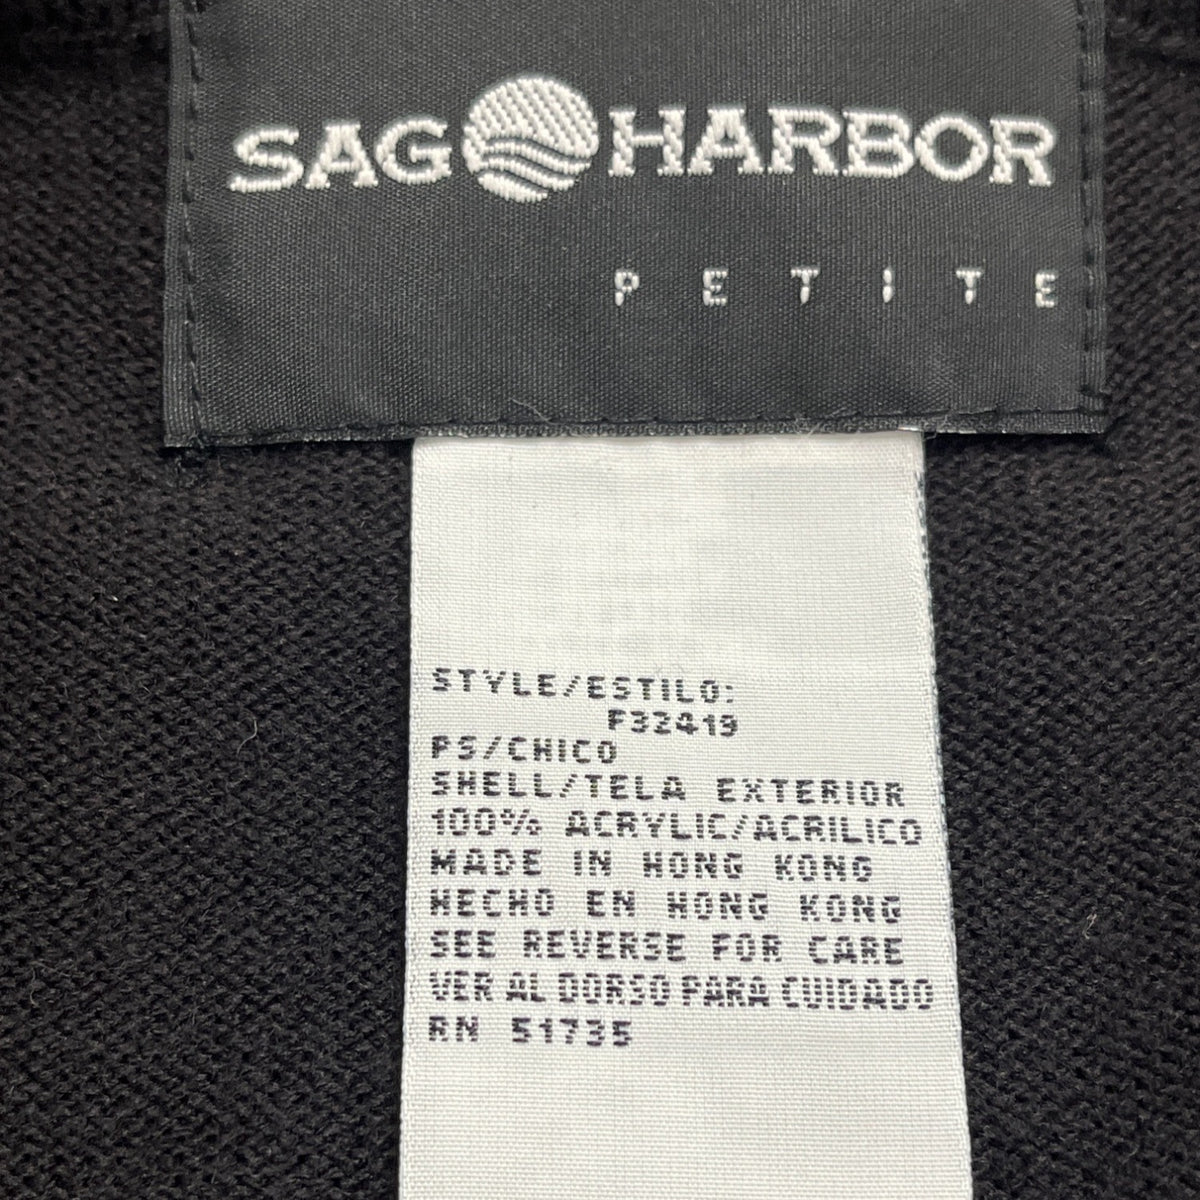 SAG HARBOR
PETITE
STYLE/ESTILO:
F32419
PS/CHICO
SHELL/TELA EXTERIOR
100% ACRYLIC/ACRILICO
MADE IN HONG KONG
HECHO EN HONG KONG
SEE REVERSE FOR CARE
VER AL DORSO PARA CUIDADO
RN 51735